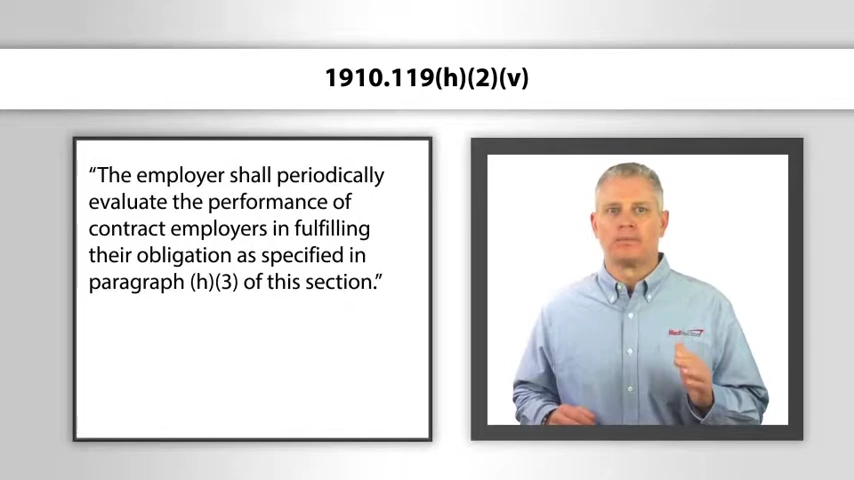 1910.119(h)(2)(v)
“The employer shall periodically
evaluate the performance of
contract employers in fulfilling
their obligation as specified in
paragraph (h)(3) of this section.”